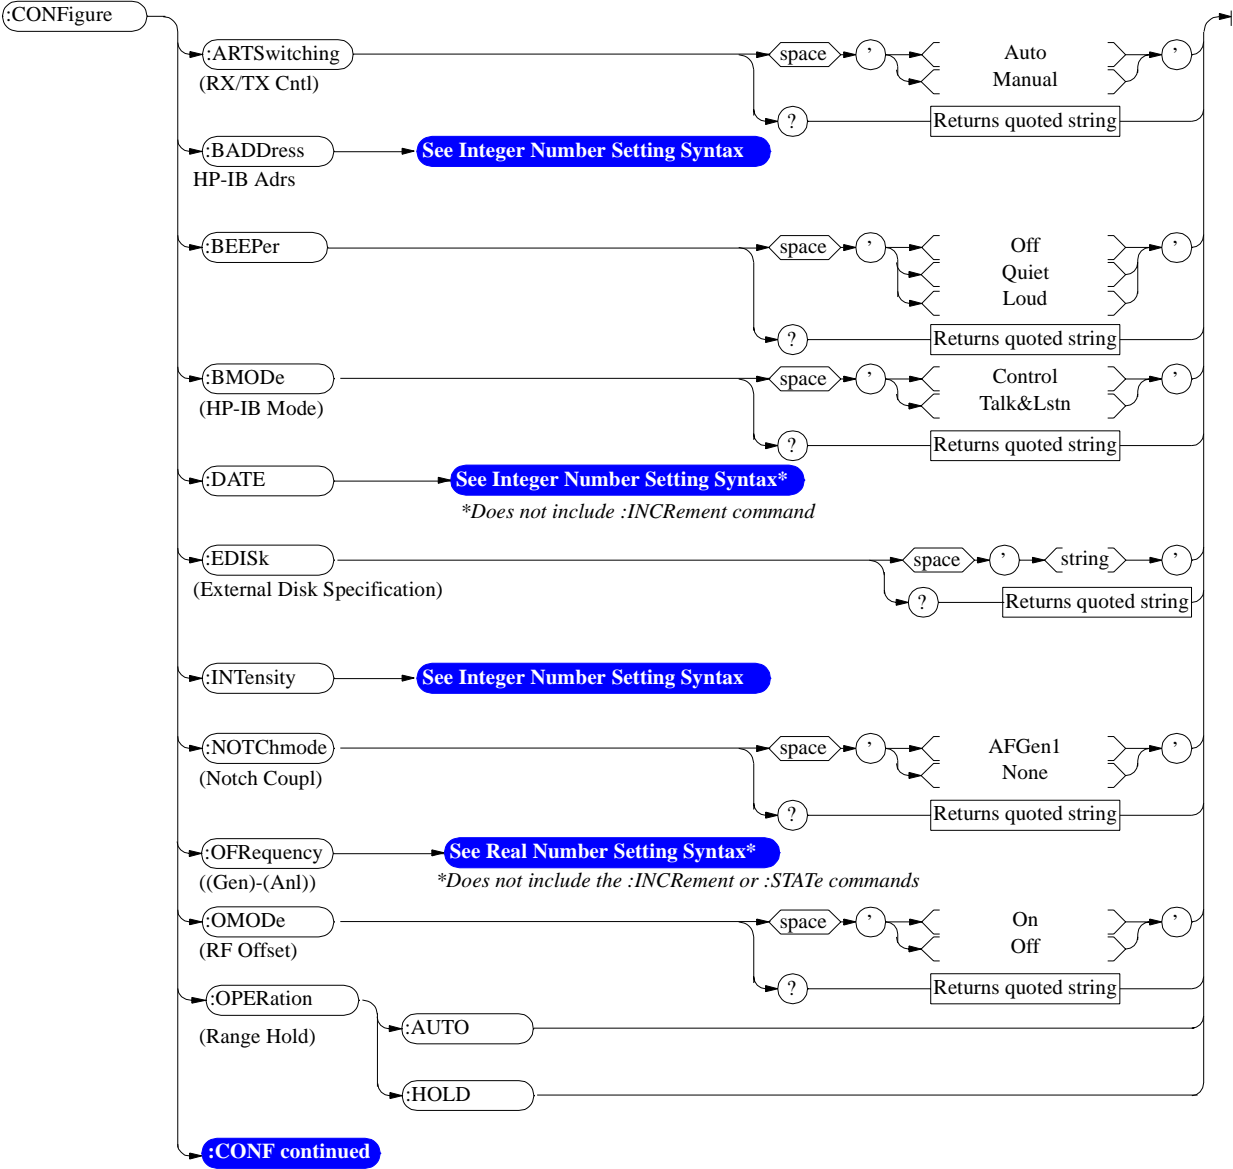 :CONFigure
:ARTSwitching
(RX/TX Cntl)
space ' Auto '
Manual
? Returns quoted string
:BADDress
HP-IB Adrs
See Integer Number Setting Syntax
:BEEPer
space ' Off '
Quiet
Loud
? Returns quoted string
:BMODe
(HP-IB Mode)
space ' Control '
Talk&Lstn
? Returns quoted string
:DATE
See Integer Number Setting Syntax*
*Does not include :INCRement command
:EDISk
(External Disk Specification)
space ' string '
? Returns quoted string
:INTensity
See Integer Number Setting Syntax
:NOTChmode
(Notch Coupl)
space ' AFGen1 '
None
? Returns quoted string
:OFRequency
((Gen)-(Anl))
See Real Number Setting Syntax*
*Does not include the :INCRement or :STATe commands
:OMODe
(RF Offset)
space ' On '
Off
? Returns quoted string
:OPERation
(Range Hold)
:AUTO
:HOLD
:CONF continued